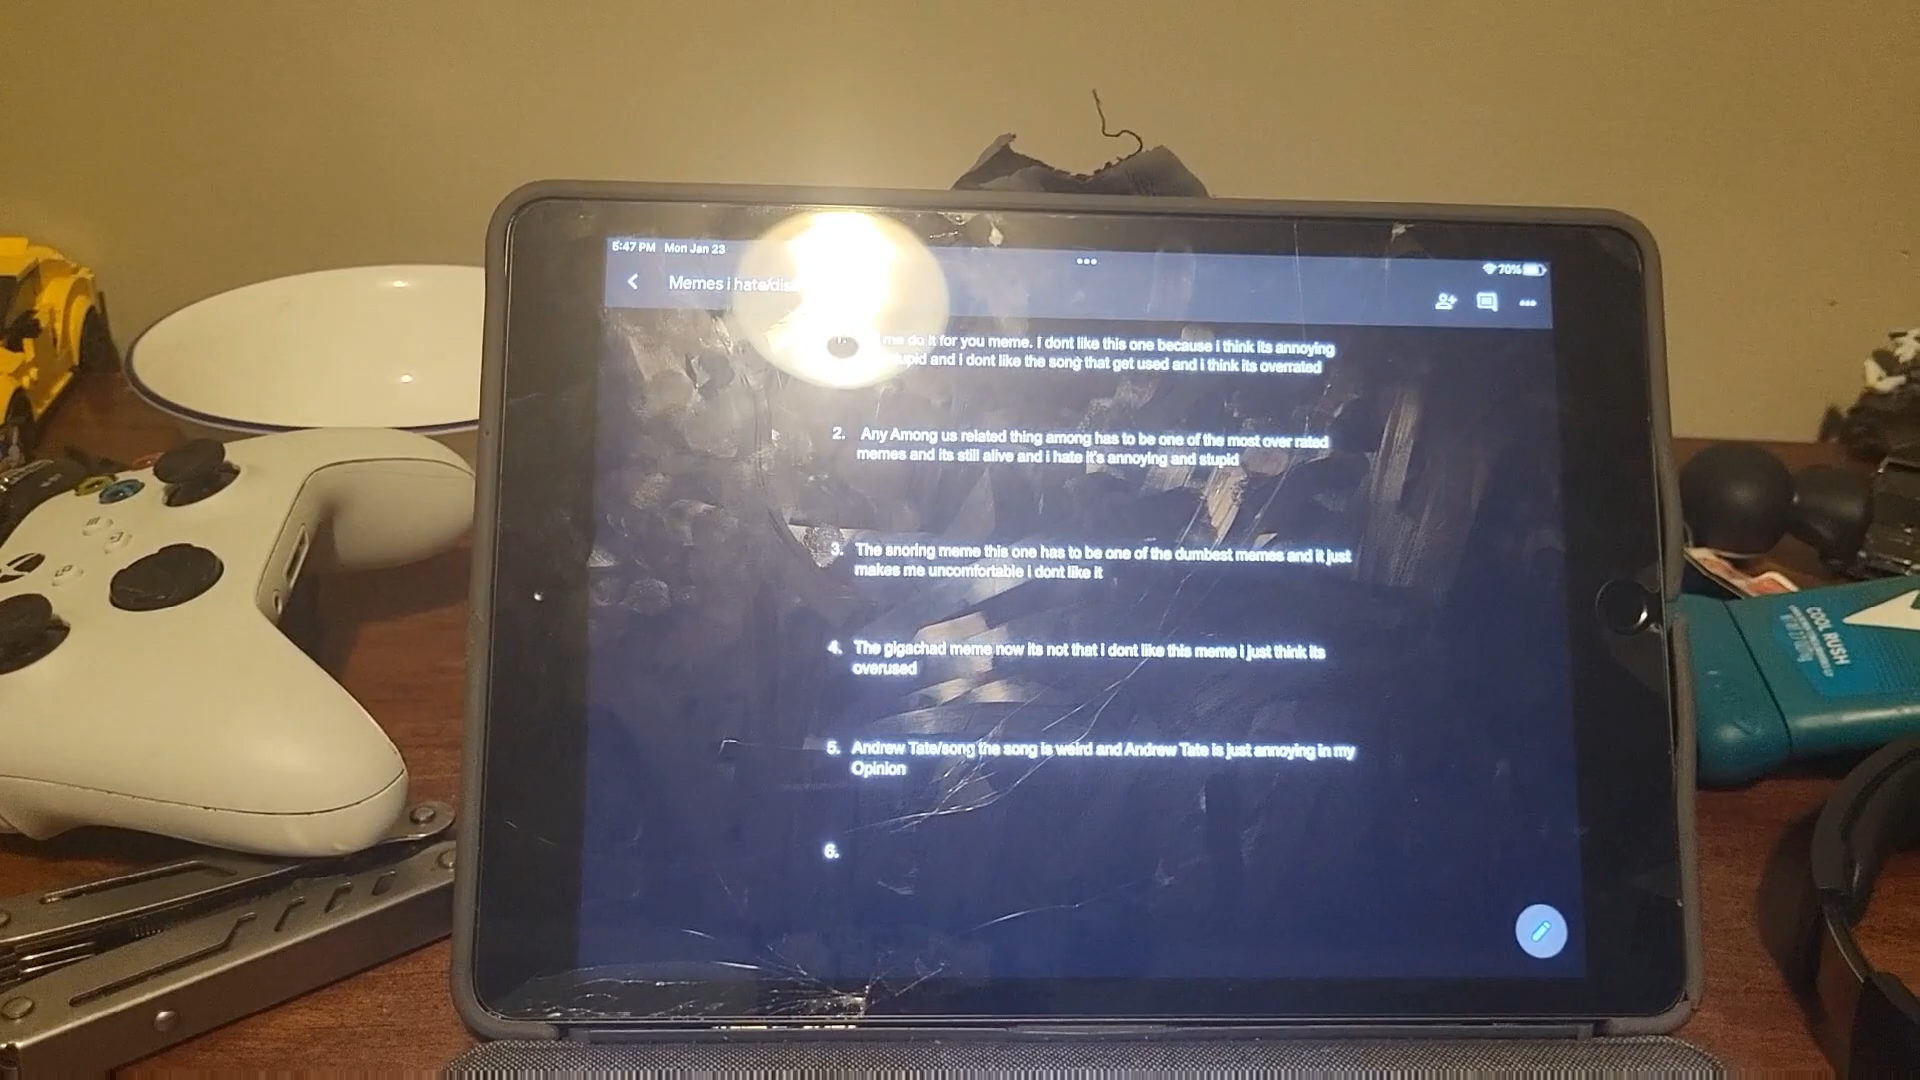 5:47 PM Mon Jan 23
70%
Memes i hate/dis
me do it for you meme. I dont like this one because i think its annoying
and i dont like the song that get used and i think its overrated
2. Any Among us related thing among has to be one of the most over rated
memes and its still alive and i hate it's annoying and stupid
3. The snoring meme this one has to be one of the dumbest memes and it just
makes me uncomfortable I dont like it
4. The gigachad meme now its not that i dont like this meme i just think its
overused
5. Andrew Tate/song the song is weird and Andrew Tate is just annoying in my
Opinion
6.
COOL RUSH